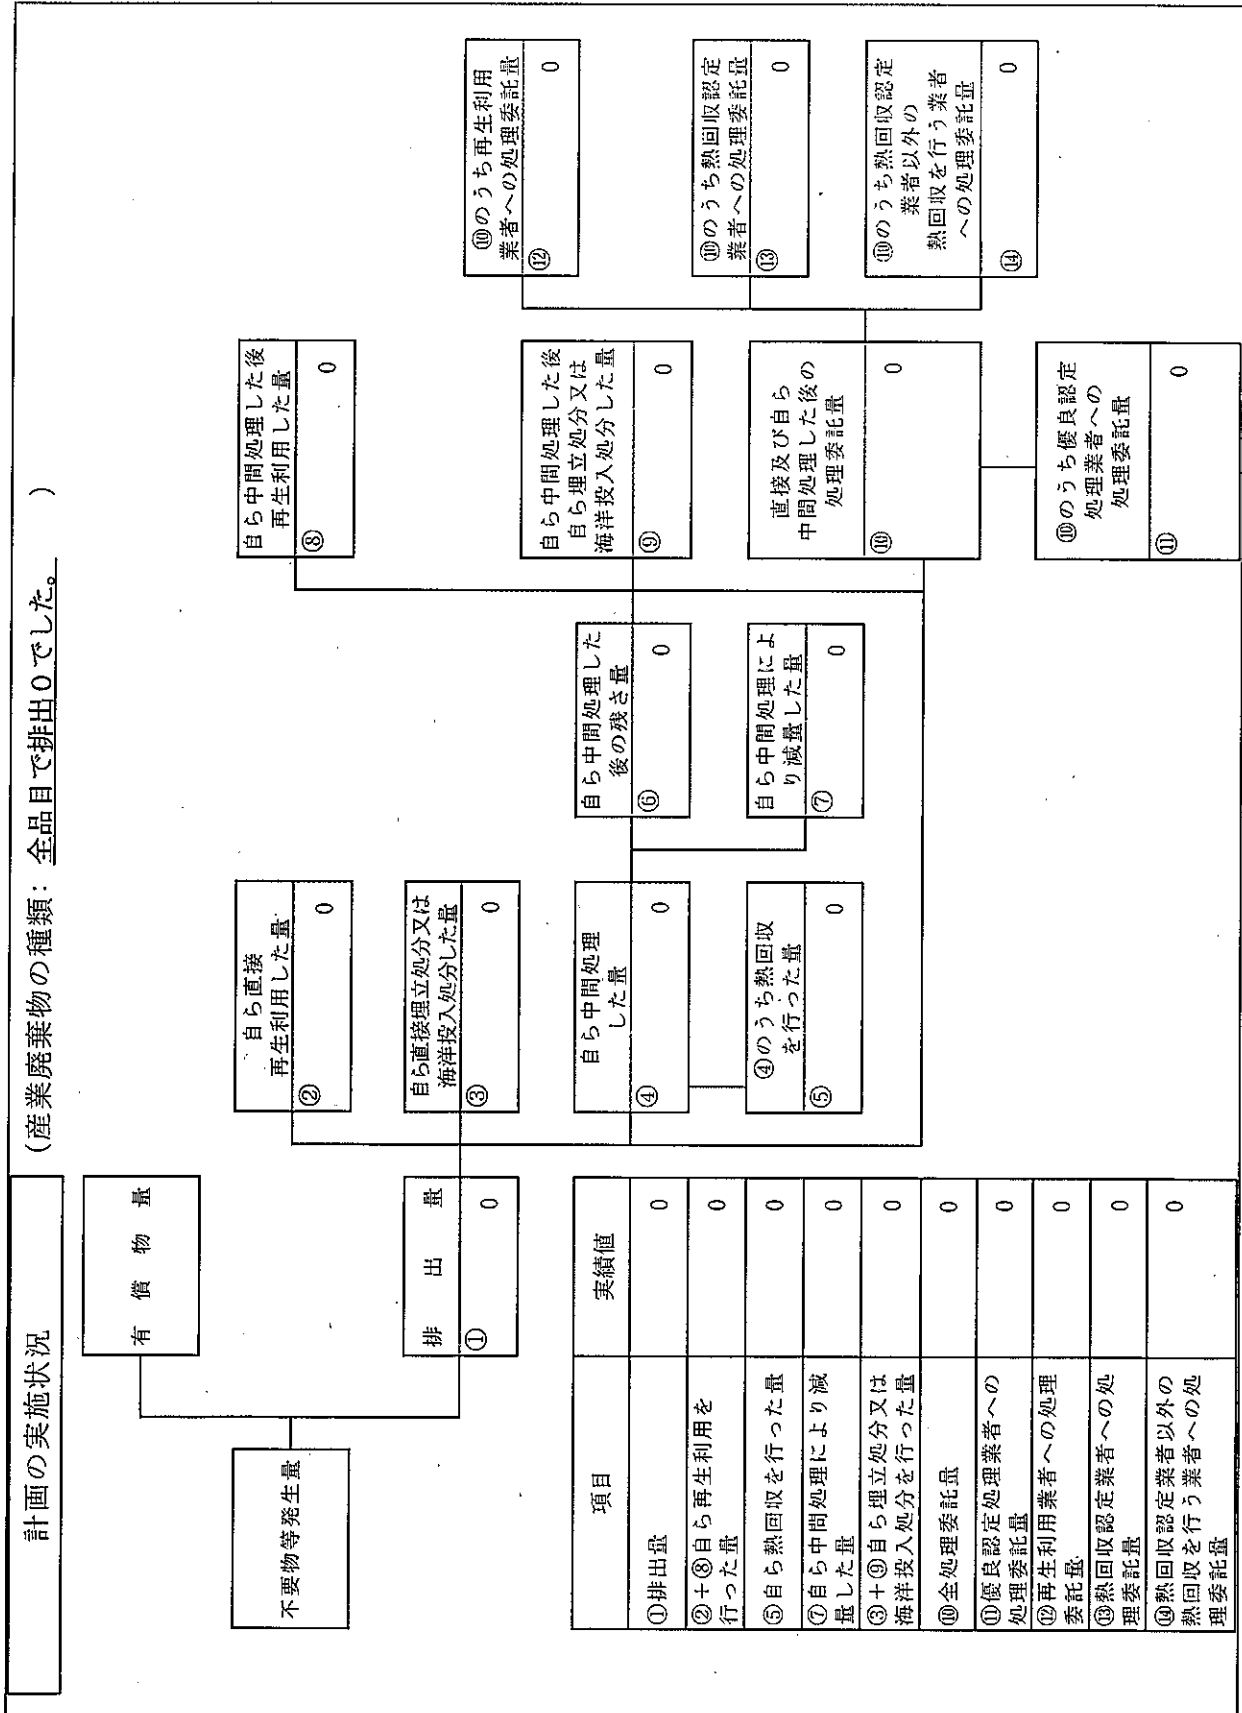 計画の実施状況
(産業廃棄物の種類: 全品目で排出0でした。 )
不要物等発生量
有償物量
排出量
① 0
自ら直接
再生利用した量
② 0
自ら直接埋立処分又は
海洋投入処分した量
③ 0
自ら中間処理
した量
④ 0
④のうち熱回収
を行った量
⑤ 0
自ら中間処理した
後の残さ量
⑥ 0
自ら中間処理によ
り減量した量
⑦ 0
自ら中間処理した後
再生利用した量
⑧ 0
自ら中間処理した後
自ら埋立処分又は
海洋投入処分した量
⑨ 0
直接及び自ら
中間処理した後の
処理委託量
⑩ 0
⑩のうち優良認定
処理業者への
処理委託量
⑪ 0
⑩のうち再生利用
業者への処理委託量
⑫ 0
⑩のうち熱回収認定
業者への処理委託量
⑬ 0
⑩のうち熱回収認定
業者以外の
熱回収を行う業者
への処理委託量
⑭ 0
項目 実績値
①排出量 0
②+⑧自ら再生利用を
行った量 0
⑤自ら熱回収を行った量 0
⑦自ら中間処理により減
量した量 0
③+⑨自ら埋立処分又は
海洋投入処分を行った量 0
⑩全処理委託量 0
⑪優良認定処理業者への
処理委託量 0
⑫再生利用業者への処理
委託量 0
⑬熱回収認定業者への処
理委託量 0
⑭熱回収認定業者以外の
熱回収を行う業者への処
理委託量 0